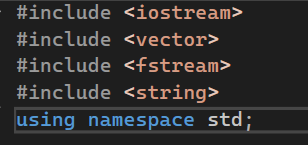 #include <iostream>
#include <vector>
#include <fstream>
#include <string>
using namespace std;